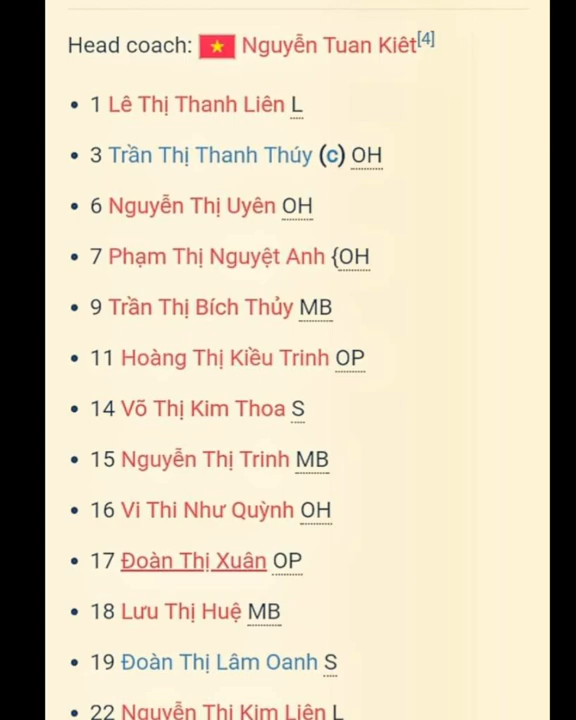 Head coach: Nguyễn Tuan Kiêt[4]
• 1 Lê Thị Thanh Liên L
• 3 Trần Thị Thanh Thúy (c) OH
• 6 Nguyễn Thị Uyên OH
• 7 Phạm Thị Nguyệt Anh {OH
• 9 Trần Thị Bích Thủy MB
• 11 Hoàng Thị Kiều Trinh OP
• 14 Võ Thị Kim Thoa S
• 15 Nguyễn Thị Trinh MB
• 16 Vi Thi Như Quỳnh OH
• 17 Đoàn Thị Xuân OP
• 18 Lưu Thị Huệ MB
• 19 Đoàn Thị Lâm Oanh S
• 22 Nguyễn Thị Kim Liên L